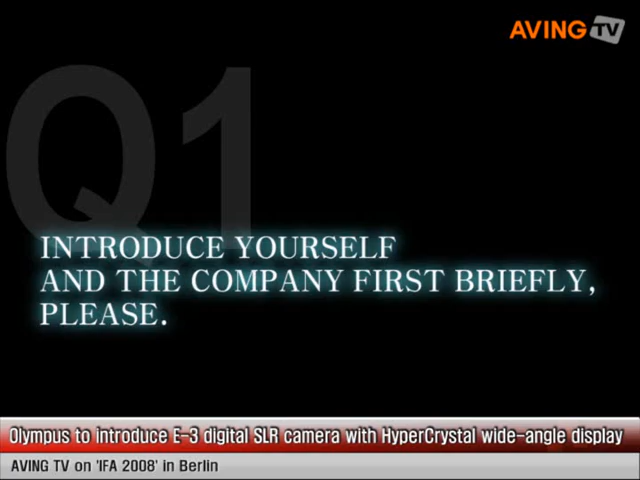 AVING TV
Q1
INTRODUCE YOURSELF
AND THE COMPANY FIRST BRIEFLY,
PLEASE.
Olympus to introduce E-3 digital SLR camera with HyperCrystal wide-angle display
AVING TV on 'IFA 2008' in Berlin